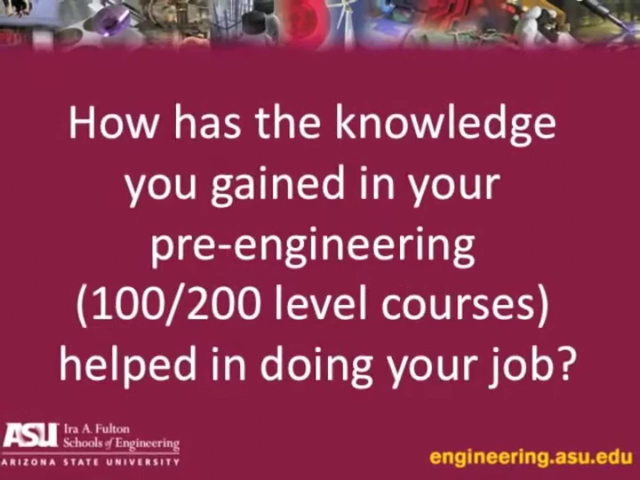 How has the knowledge
you gained in your
pre-engineering
(100/200 level courses)
helped in doing your job?
ASU Ira A. Fulton
Schools of Engineering
ARIZONA STATE UNIVERSITY
engineering.asu.edu